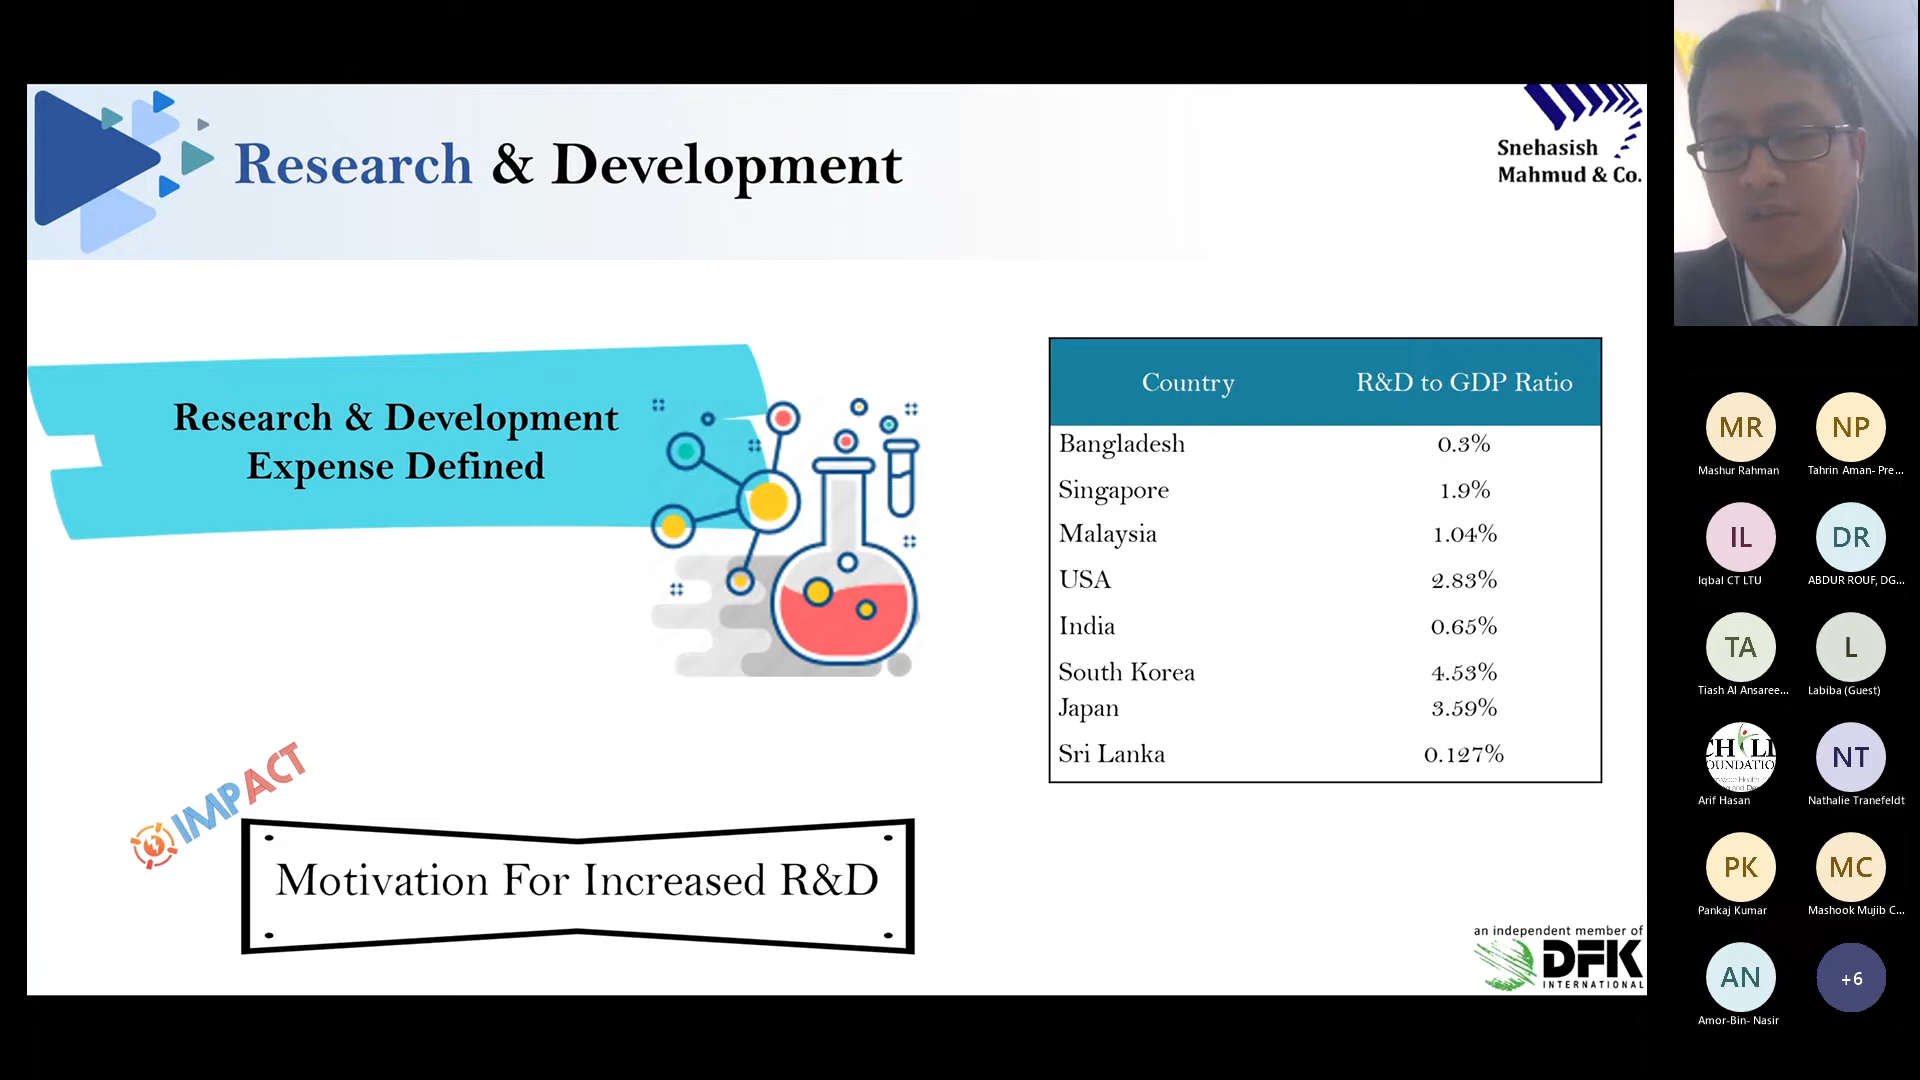 Research & Development
Snehasish
Mahmud & Co.
Research & Development
Expense Defined
Country R&D to GDP Ratio
Bangladesh 0.3%
Singapore 1.9%
Malaysia 1.04%
USA 2.83%
India 0.65%
South Korea 4.53%
Japan 3.59%
Sri Lanka 0.127%
IMPACT
Motivation For Increased R&D
an independent member of
DFK
INTERNATIONAL
MR NP
Mashur Rahman Tahrin Aman- Pre...
IL DR
Iqbal CT LTU ABDUR ROUF, DG...
TA L
Tiash Al Ansaree... Labiba (Guest)
NT
Arif Hasan Nathalie Tranefeldt
PK MC
Pankaj Kumar Mashook Mujib C...
AN +6
Amor-Bin- Nasir